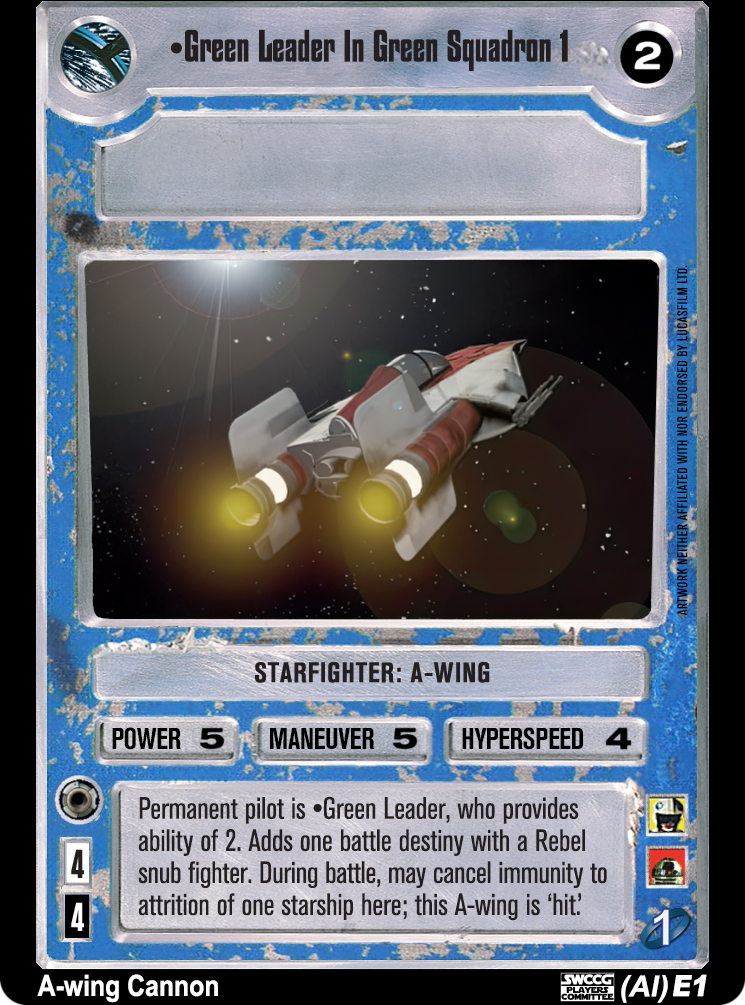 •Green Leader In Green Squadron 1
2
ARTWORK NEITHER AFFILIATED WITH NOR ENDORSED BY LUCASFILM LTD.
STARFIGHTER: A-WING
POWER 5 MANEUVER 5 HYPERSPEED 4
Permanent pilot is •Green Leader, who provides
ability of 2. Adds one battle destiny with a Rebel
snub fighter. During battle, may cancel immunity to
attrition of one starship here; this A-wing is ‘hit.’
4
4
1
A-wing Cannon
SWCCG
PLAYERS
COMMITTEE
(AI) E1